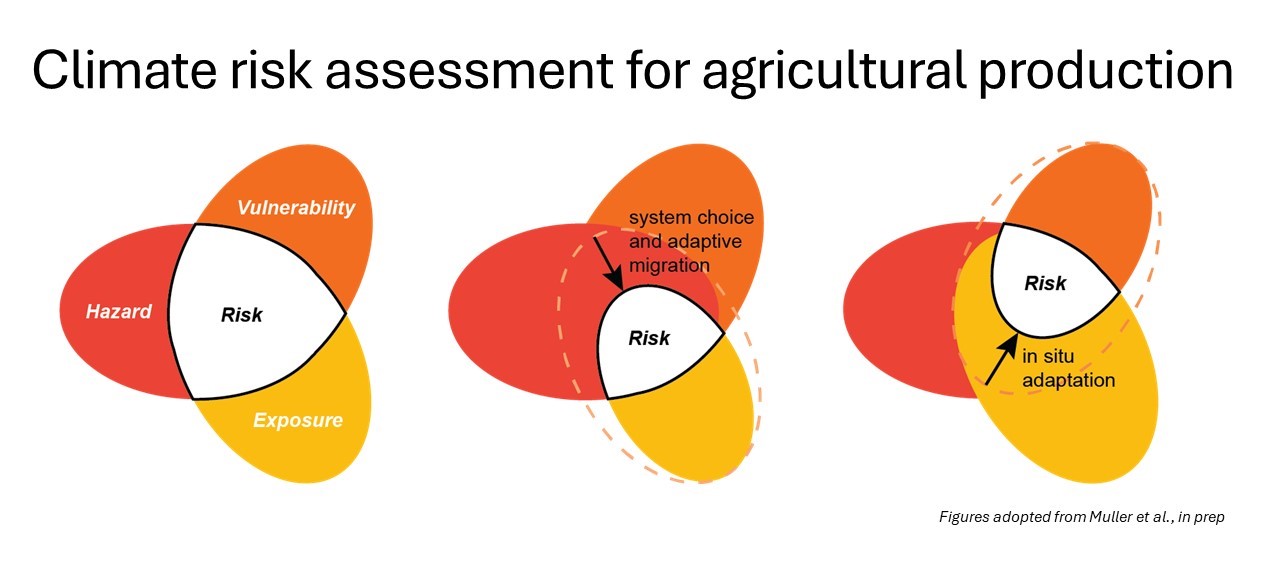 Climate risk assessment for agricultural production
Vulnerability
Hazard
Risk
Exposure
system choice
and adaptive
migration
Risk
Risk
in situ
adaptation
Figures adopted from Muller et al., in prep